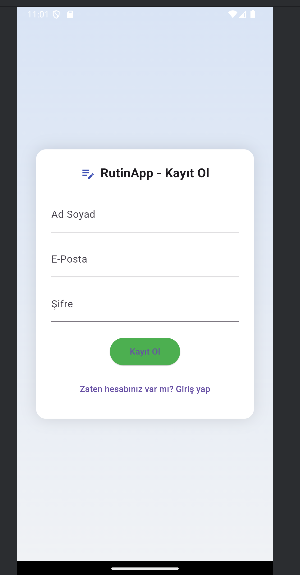 11:01
RutinApp - Kayıt Ol
Ad Soyad
E-Posta
Şifre
Kayıt Ol
Zaten hesabınız var mı? Giriş yap